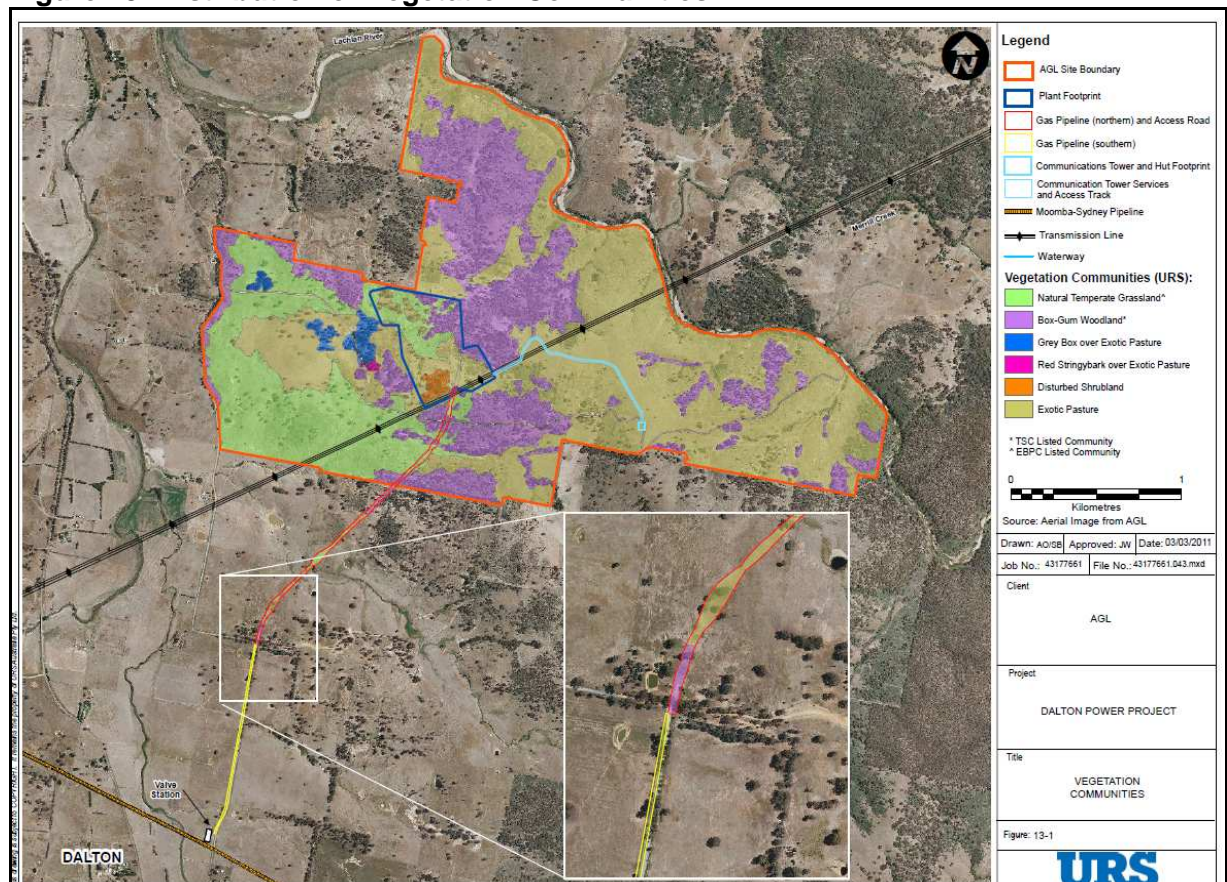 Lachlan River
N
Merrill Creek
Valve
Station
DALTON
Legend
AGL Site Boundary
Plant Footprint
Gas Pipeline (northern) and Access Road
Gas Pipeline (southern)
Communications Tower and Hut Footprint
Communication Tower Services
and Access Track
Moomba-Sydney Pipeline
Transmission Line
Waterway
Vegetation Communities (URS):
Natural Temperate Grassland^
Box-Gum Woodland*
Grey Box over Exotic Pasture
Red Stringybark over Exotic Pasture
Disturbed Shrubland
Exotic Pasture
* TSC Listed Community
^ EBPC Listed Community
0 1
Kilometres
Source: Aerial Image from AGL
Drawn: AO/SB Approved: JW Date: 03/03/2011
Job No.: 43177661 File No.: 43177661.043.mxd
Client
AGL
Project
DALTON POWER PROJECT
Title
VEGETATION
COMMUNITIES
Figure: 13-1
URS